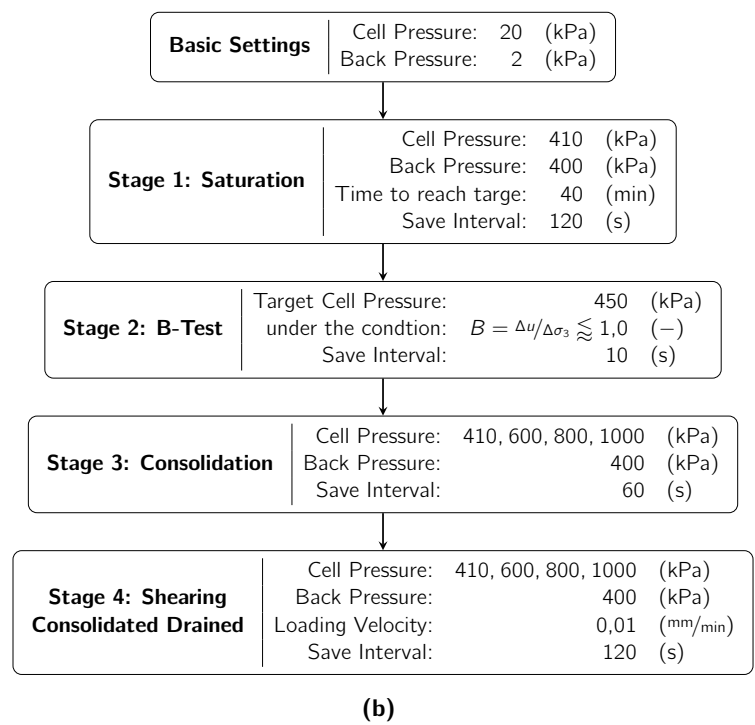 Basic Settings
Cell Pressure: 20 (kPa)
Back Pressure: 2 (kPa)
Stage 1: Saturation
Cell Pressure: 410 (kPa)
Back Pressure: 400 (kPa)
Time to reach targe: 40 (min)
Save Interval: 120 (s)
Stage 2: B-Test
Target Cell Pressure: 450 (kPa)
under the condtion: B = Δu/Δσ₃ ⪅ 1,0 (−)
Save Interval: 10 (s)
Stage 3: Consolidation
Cell Pressure: 410, 600, 800, 1000 (kPa)
Back Pressure: 400 (kPa)
Save Interval: 60 (s)
Stage 4: Shearing
Consolidated Drained
Cell Pressure: 410, 600, 800, 1000 (kPa)
Back Pressure: 400 (kPa)
Loading Velocity: 0,01 (mm/min)
Save Interval: 120 (s)
(b)